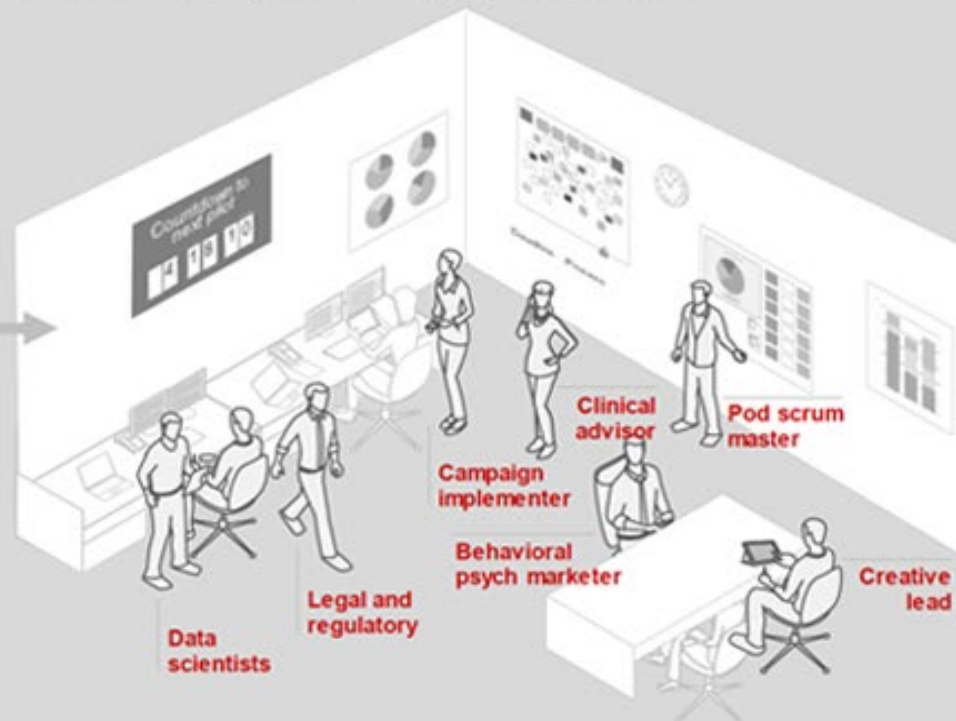 Countdown to
next pilot
4 18 10
Clinical
advisor
Pod scrum
master
Campaign
implementer
Behavioral
psych marketer
Creative
lead
Legal and
regulatory
Data
scientists